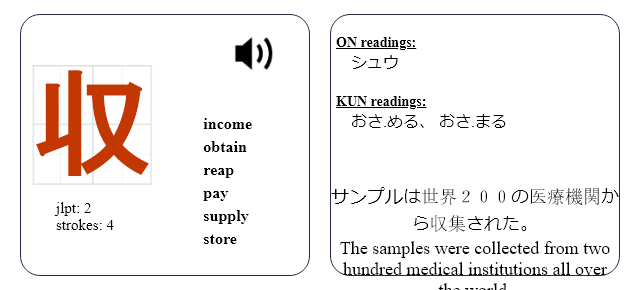 収
jlpt: 2
strokes: 4
income
obtain
reap
pay
supply
store
ON readings:
シュウ
KUN readings:
おさ.める、 おさ.まる
サンプルは世界２００の医療機関か
ら収集された。
The samples were collected from two
hundred medical institutions all over
the world